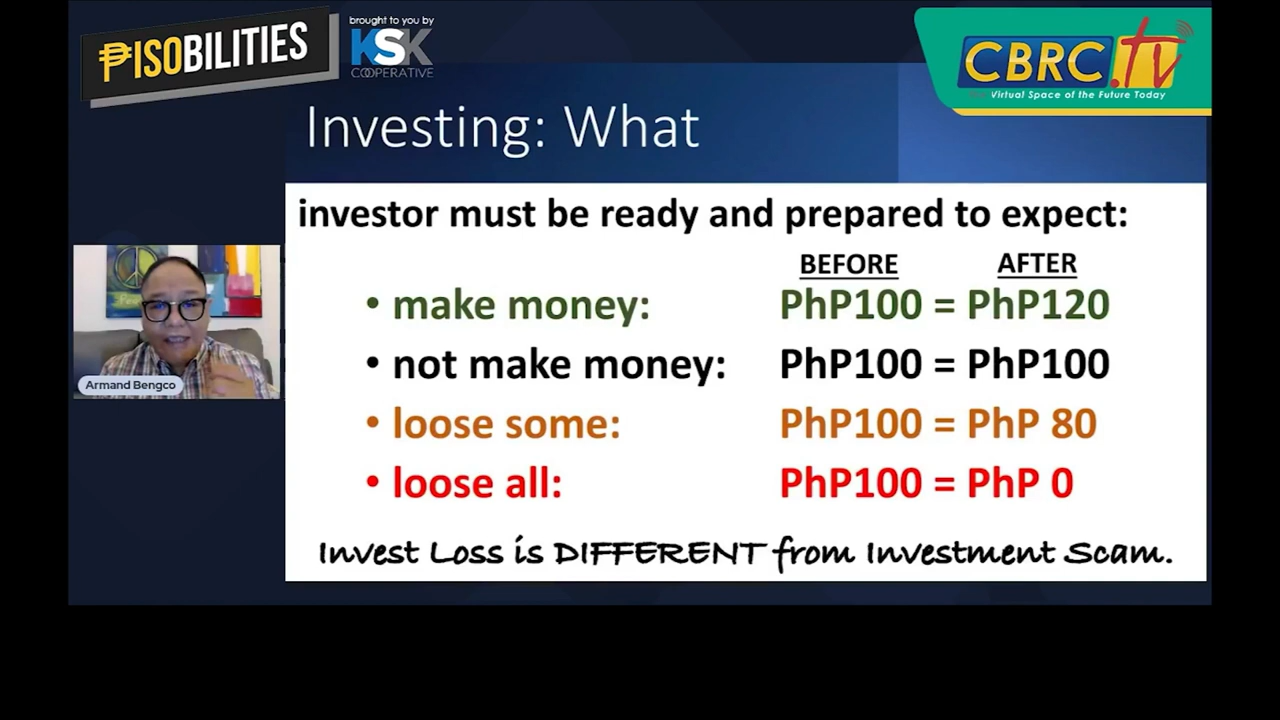 ₱ISOBILITIES
brought to you by
KSK
COOPERATIVE
CBRC.tv
Virtual Space of the Future Today
Investing: What
investor must be ready and prepared to expect:
BEFORE AFTER
• make money: PhP100 = PhP120
• not make money: PhP100 = PhP100
• loose some: PhP100 = PhP 80
• loose all: PhP100 = PhP 0
Invest Loss is DIFFERENT from Investment Scam.
Armand Bengco